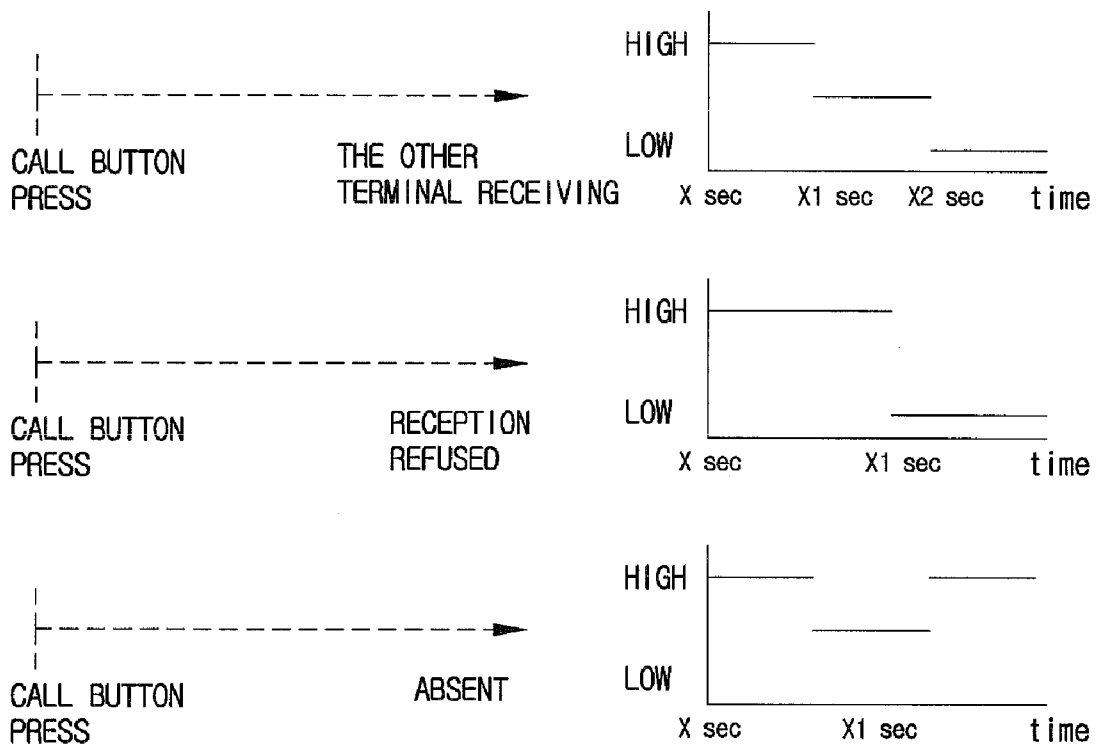 CALL BUTTON
PRESS
THE OTHER
TERMINAL RECEIVING
HIGH
LOW
X sec X1 sec X2 sec time
CALL BUTTON
PRESS
RECEPTION
REFUSED
HIGH
LOW
X sec X1 sec time
CALL BUTTON
PRESS
ABSENT
HIGH
LOW
X sec X1 sec time